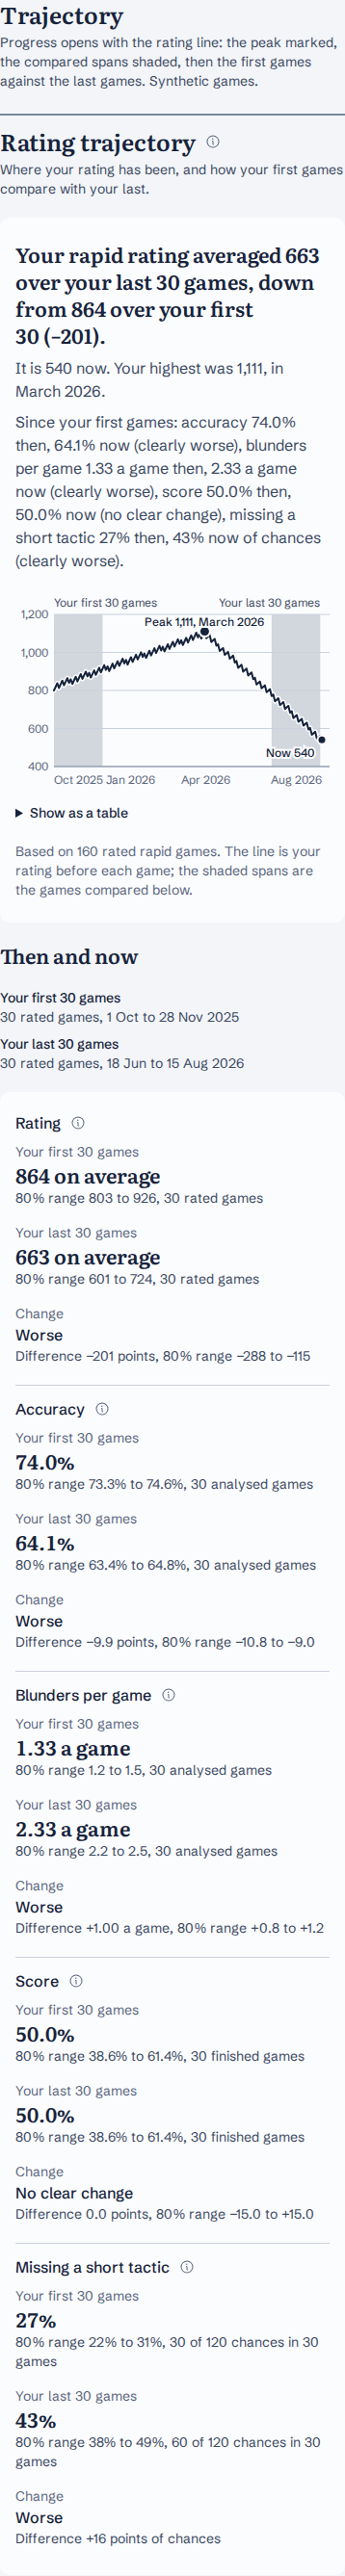 Trajectory
Progress opens with the rating line: the peak marked,
the compared spans shaded, then the first games
against the last games. Synthetic games.
Rating trajectory
Where your rating has been, and how your first games
compare with your last.
Your rapid rating averaged 663
over your last 30 games, down
from 864 over your first
30 (−201).
It is 540 now. Your highest was 1,111, in
March 2026.
Since your first games: accuracy 74.0%
then, 64.1% now (clearly worse), blunders
per game 1.33 a game then, 2.33 a game
now (clearly worse), score 50.0% then,
50.0% now (no clear change), missing a
short tactic 27% then, 43% now of chances
(clearly worse).
Your first 30 games
Your last 30 games
1,200
Peak 1,111, March 2026
1,000
800
600
Now 540
400
Oct 2025 Jan 2026 Apr 2026 Aug 2026
▶ Show as a table
Based on 160 rated rapid games. The line is your
rating before each game; the shaded spans are
the games compared below.
Then and now
Your first 30 games
30 rated games, 1 Oct to 28 Nov 2025
Your last 30 games
30 rated games, 18 Jun to 15 Aug 2026
Rating
Your first 30 games
864 on average
80% range 803 to 926, 30 rated games
Your last 30 games
663 on average
80% range 601 to 724, 30 rated games
Change
Worse
Difference −201 points, 80% range −288 to −115
Accuracy
Your first 30 games
74.0%
80% range 73.3% to 74.6%, 30 analysed games
Your last 30 games
64.1%
80% range 63.4% to 64.8%, 30 analysed games
Change
Worse
Difference −9.9 points, 80% range −10.8 to −9.0
Blunders per game
Your first 30 games
1.33 a game
80% range 1.2 to 1.5, 30 analysed games
Your last 30 games
2.33 a game
80% range 2.2 to 2.5, 30 analysed games
Change
Worse
Difference +1.00 a game, 80% range +0.8 to +1.2
Score
Your first 30 games
50.0%
80% range 38.6% to 61.4%, 30 finished games
Your last 30 games
50.0%
80% range 38.6% to 61.4%, 30 finished games
Change
No clear change
Difference 0.0 points, 80% range −15.0 to +15.0
Missing a short tactic
Your first 30 games
27%
80% range 22% to 31%, 30 of 120 chances in 30
games
Your last 30 games
43%
80% range 38% to 49%, 60 of 120 chances in 30
games
Change
Worse
Difference +16 points of chances